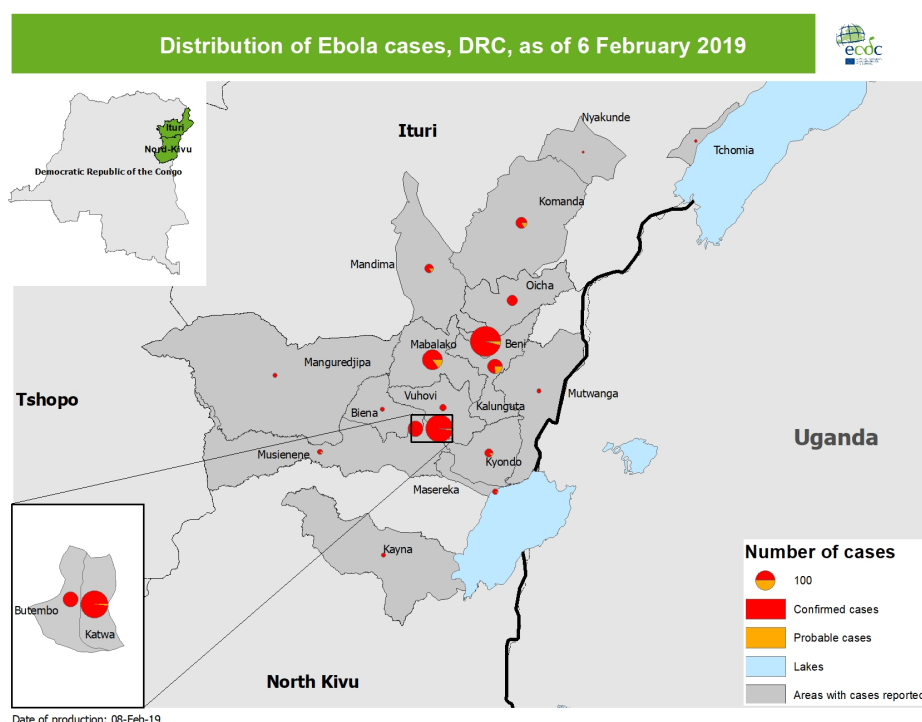 Distribution of Ebola cases, DRC, as of 6 February 2019
ecdc
Ituri
Nord-Kivu
Democratic Republic of the Congo
Ituri
Nyakunde
Tchomia
Komanda
Mandima
Oicha
Mabalako
Beni
Manguredjipa
Mutwanga
Vuhovi
Kalunguta
Biena
Tshopo
Uganda
Musienene
Kyondo
Masereka
Kayna
Butembo
Katwa
North Kivu
Number of cases
100
Confirmed cases
Probable cases
Lakes
Areas with cases reported
Date of production: 08-Feb-19